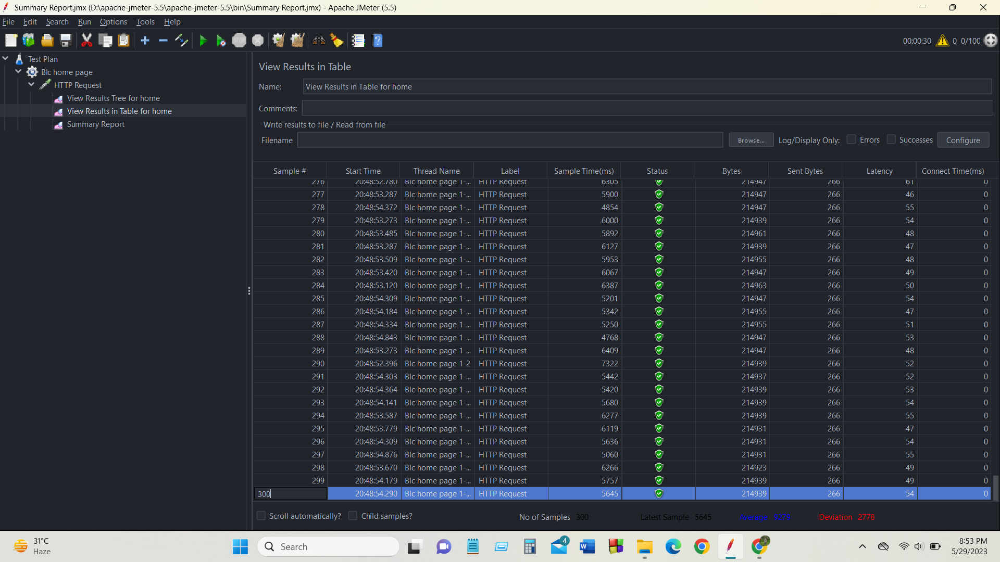 Summary Report.jmx (D:\apache-jmeter-5.5\apache-jmeter-5.5\bin\Summary Report.jmx) - Apache JMeter (5.5)
File Edit Search Run Options Tools Help
STOP 00:00:30 0 0/100
Test Plan
Blc home page
HTTP Request
View Results Tree for home
View Results in Table for home
Summary Report
View Results in Table
Name: View Results in Table for home
Comments:
Write results to file / Read from file
Filename Browse... Log/Display Only: Errors Successes Configure
Sample # Start Time Thread Name Label Sample Time(ms) Status Bytes Sent Bytes Latency Connect Time(ms)
276 20:48:52.780 Blc home page 1-... HTTP Request 6305 214947 266 61 0
277 20:48:53.287 Blc home page 1-... HTTP Request 5900 214947 266 46 0
278 20:48:54.372 Blc home page 1-... HTTP Request 4854 214947 266 55 0
279 20:48:53.273 Blc home page 1-... HTTP Request 6000 214939 266 54 0
280 20:48:53.485 Blc home page 1-... HTTP Request 5892 214961 266 48 0
281 20:48:53.287 Blc home page 1-... HTTP Request 6127 214939 266 47 0
282 20:48:53.509 Blc home page 1-... HTTP Request 5953 214955 266 48 0
283 20:48:53.420 Blc home page 1-... HTTP Request 6067 214947 266 49 0
284 20:48:53.120 Blc home page 1-... HTTP Request 6387 214963 266 50 0
285 20:48:54.309 Blc home page 1-... HTTP Request 5201 214947 266 54 0
286 20:48:54.184 Blc home page 1-... HTTP Request 5342 214955 266 47 0
287 20:48:54.334 Blc home page 1-... HTTP Request 5250 214955 266 51 0
288 20:48:54.843 Blc home page 1-... HTTP Request 4768 214947 266 53 0
289 20:48:53.273 Blc home page 1-... HTTP Request 6409 214947 266 48 0
290 20:48:52.396 Blc home page 1-2 HTTP Request 7322 214939 266 52 0
291 20:48:54.303 Blc home page 1-... HTTP Request 5442 214937 266 52 0
292 20:48:54.364 Blc home page 1-... HTTP Request 5420 214939 266 53 0
293 20:48:54.141 Blc home page 1-... HTTP Request 5680 214939 266 54 0
294 20:48:53.587 Blc home page 1-... HTTP Request 6277 214939 266 55 0
295 20:48:53.779 Blc home page 1-... HTTP Request 6119 214931 266 47 0
296 20:48:54.309 Blc home page 1-... HTTP Request 5636 214931 266 54 0
297 20:48:54.876 Blc home page 1-... HTTP Request 5060 214931 266 55 0
298 20:48:53.670 Blc home page 1-... HTTP Request 6266 214923 266 49 0
299 20:48:54.179 Blc home page 1-... HTTP Request 5757 214939 266 49 0
300 20:48:54.290 Blc home page 1-... HTTP Request 5645 214939 266 54 0
Scroll automatically? Child samples? No of Samples 300 Latest Sample 5645 Average 9279 Deviation 2778
31°C
Haze
Search
4
8:53 PM
5/29/2023